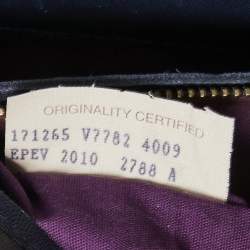 ORIGINALITY CERTIFIED
171265 V7782 4009
EPEV 2010 2788 A